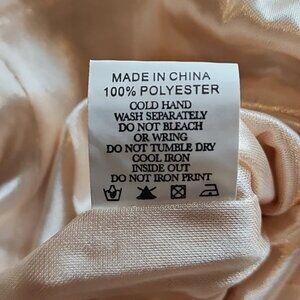 MADE IN CHINA
100% POLYESTER
COLD HAND
WASH SEPARATELY
DO NOT BLEACH
OR WRING
DO NOT TUMBLE DRY
COOL IRON
INSIDE OUT
DO NOT IRON PRINT